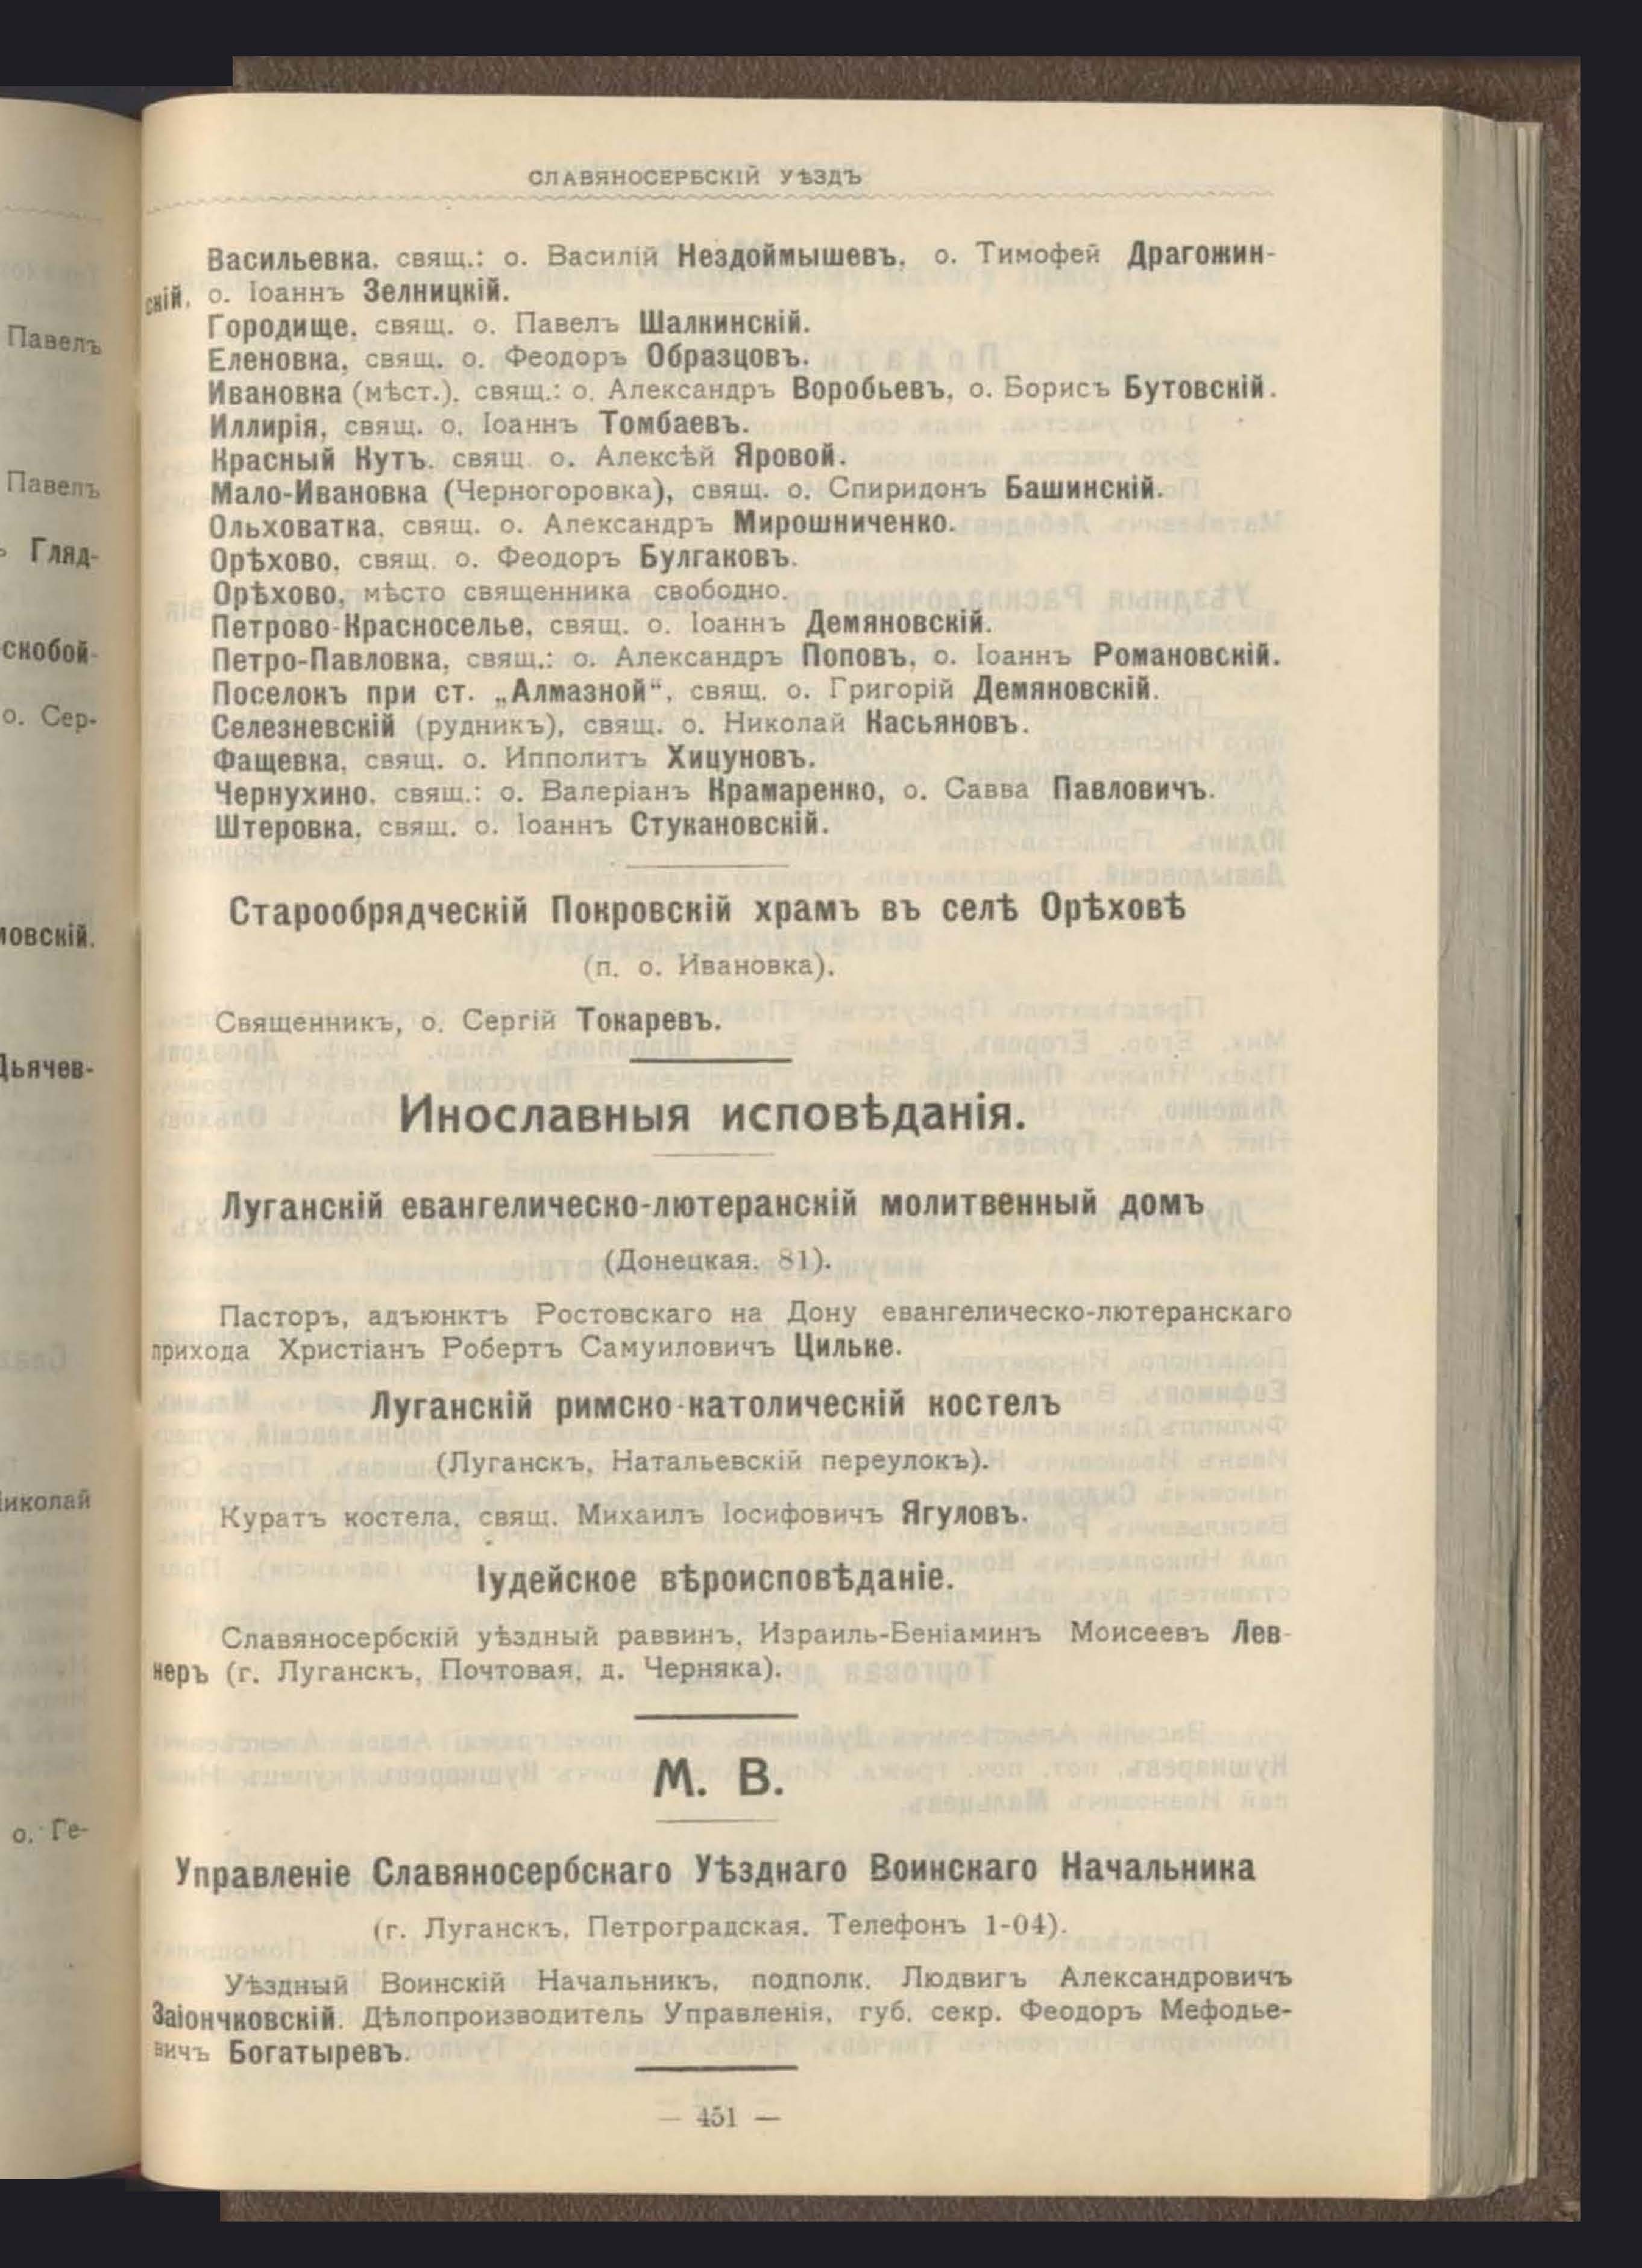 СЛАВЯНОСЕРБСКІЙ УѢЗДЪ
Васильевка, свящ.: о. Василій Нездоймышевъ, о. Тимофей Драгожин-
скій, о. Іоаннъ Зелницкій.
Городище, свящ. о. Павелъ Шалкинскій.
Еленовка, свящ. о. Феодоръ Образцовъ.
Ивановка (мѣст.), свящ.: о. Александръ Воробьевъ, о. Борисъ Бутовскій.
Иллирія, свящ. о. Іоаннъ Томбаевъ.
Красный Кутъ, свящ. о. Алексѣй Яровой.
Мало-Ивановка (Черногоровка), свящ. о. Спиридонъ Башинскій.
Ольховатка, свящ. о. Александръ Мирошниченко.
Орѣхово, свящ. о. Феодоръ Булгаковъ.
Орѣхово, мѣсто священника свободно.
Петрово-Красноселье, свящ. о. Іоаннъ Демяновскій.
Петро-Павловка, свящ.: о. Александръ Поповъ, о. Іоаннъ Романовскій.
Поселокъ при ст. „Алмазной“, свящ. о. Григорій Демяновскій.
Селезневскій (рудникъ), свящ. о. Николай Касьяновъ.
Фащевка, свящ. о. Ипполитъ Хицуновъ.
Чернухино, свящ.: о. Валеріанъ Крамаренко, о. Савва Павловичъ.
Штеровка, свящ. о. Іоаннъ Стукановскій.
Старообрядческій Покровскій храмъ въ селѣ Орѣховѣ
(п. о. Ивановка).
Священникъ, о. Сергій Токаревъ.
Инославныя исповѣданія.
Луганскій евангелическо-лютеранскій молитвенный домъ
(Донецкая, 81).
Пасторъ, адъюнктъ Ростовскаго на Дону евангелическо-лютеранскаго
прихода Христіанъ Робертъ Самуиловичъ Цильке.
Луганскій римско-католическій костелъ
(Луганскъ, Натальевскій переулокъ).
Куратъ костела, свящ. Михаилъ Іосифовичъ Ягуловъ.
Іудейское вѣроисповѣданіе.
Славяносербскій уѣздный раввинъ, Израиль-Беніаминъ Моисеевъ Лев-
неръ (г. Луганскъ, Почтовая, д. Черняка).
М. В.
Управленіе Славяносербскаго Уѣзднаго Воинскаго Начальника
(г. Луганскъ, Петроградская. Телефонъ 1-04).
Уѣздный Воинскій Начальникъ, подполк. Людвигъ Александровичъ
Заіончковскій. Дѣлопроизводитель Управленія, губ. секр. Феодоръ Мефодье-
вичъ Богатыревъ.
— 451 —
Павелъ
Павелъ
Гляд-
скобой-
о. Сер-
мовскій.
Дьячев-
Николай
о. Ге-